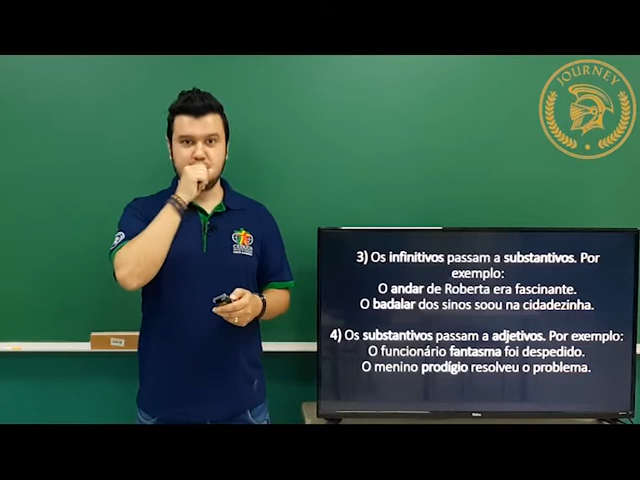 JOURNEY
3) Os infinitivos passam a substantivos. Por
exemplo:
O andar de Roberta era fascinante.
O badalar dos sinos soou na cidadezinha.
4) Os substantivos passam a adjetivos. Por exemplo:
O funcionário fantasma foi despedido.
O menino prodígio resolveu o problema.